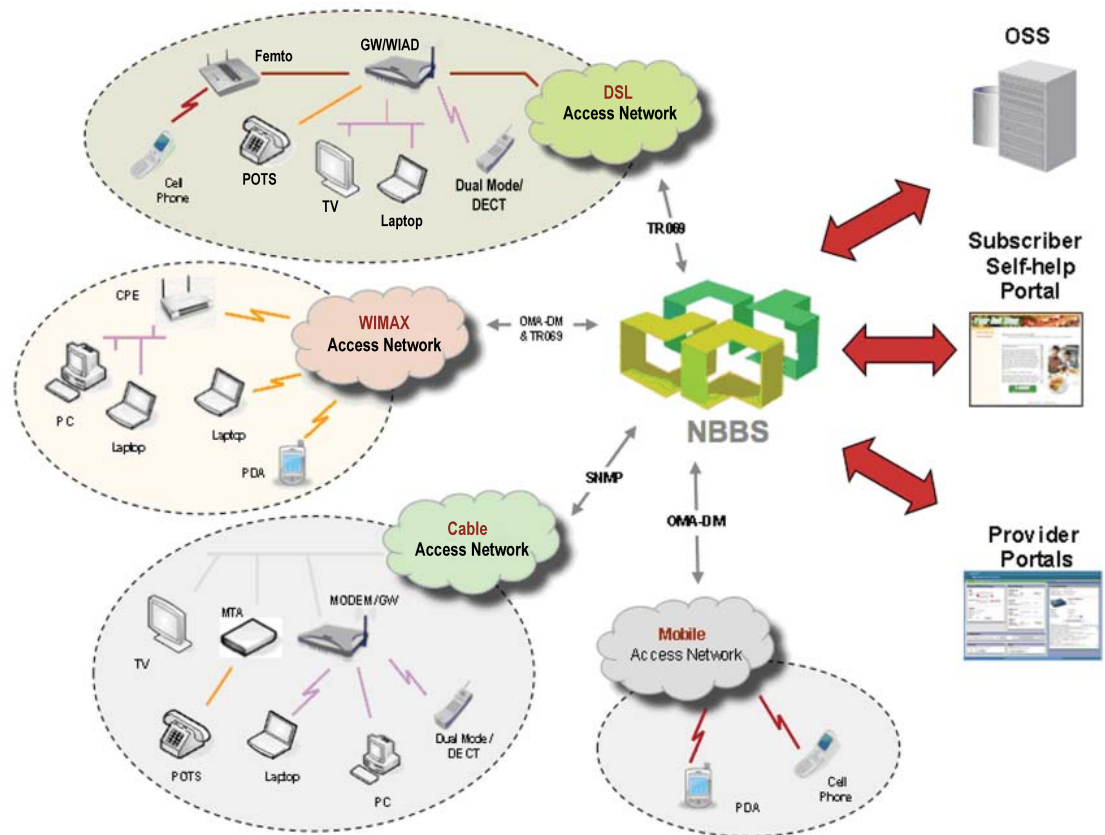 OSS
GW/WIAD
Femto
DSL
Access Network
Cell
Phone
POTS
TV
Laptop
Dual Mode/
DECT
TR069
Subscriber
Self-help
Portal
CPE
WIMAX
Access Network
OMA-DM
& TR069
PC
Laptop
Laptop
PDA
NBBS
SNMP
OMA-DM
Cable
Access Network
Provider
Portals
MTA
MODEM/GW
TV
Mobile
Access Network
POTS
Laptop
PC
Dual Mode /
DECT
PDA
Cell
Phone